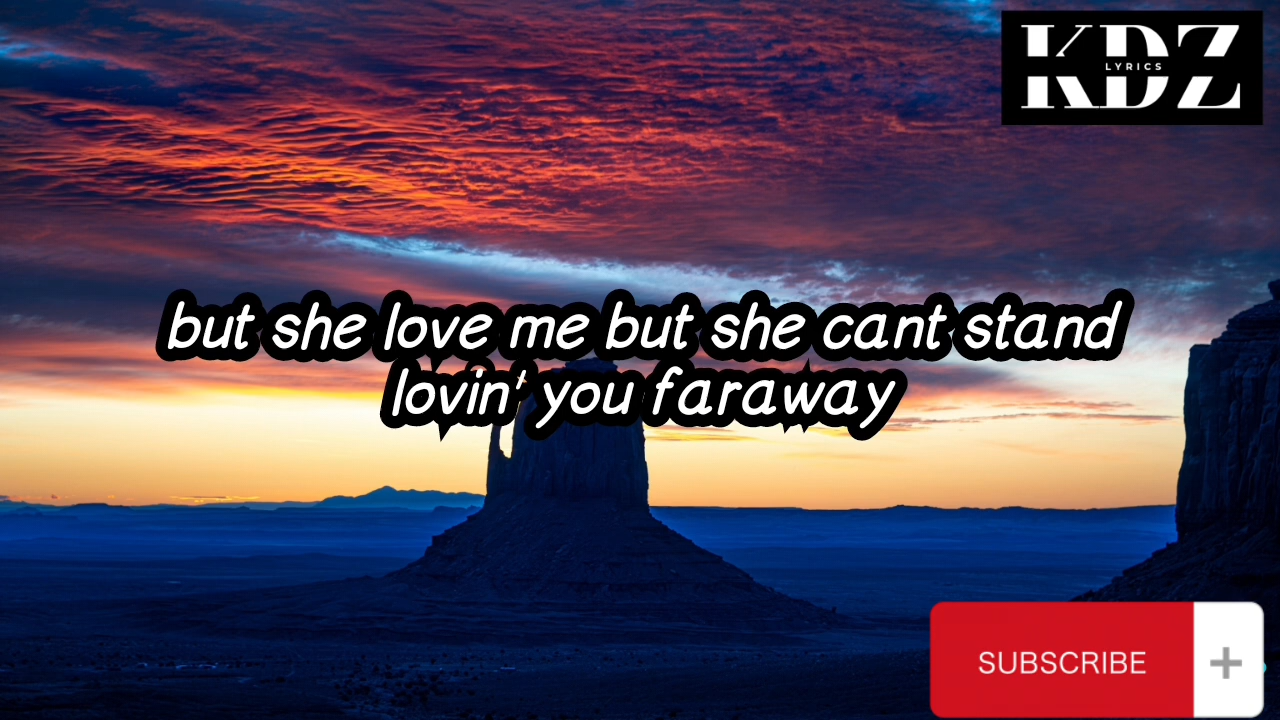 KDZ
LYRICS
but she love me but she cant stand
lovin' you faraway
SUBSCRIBE